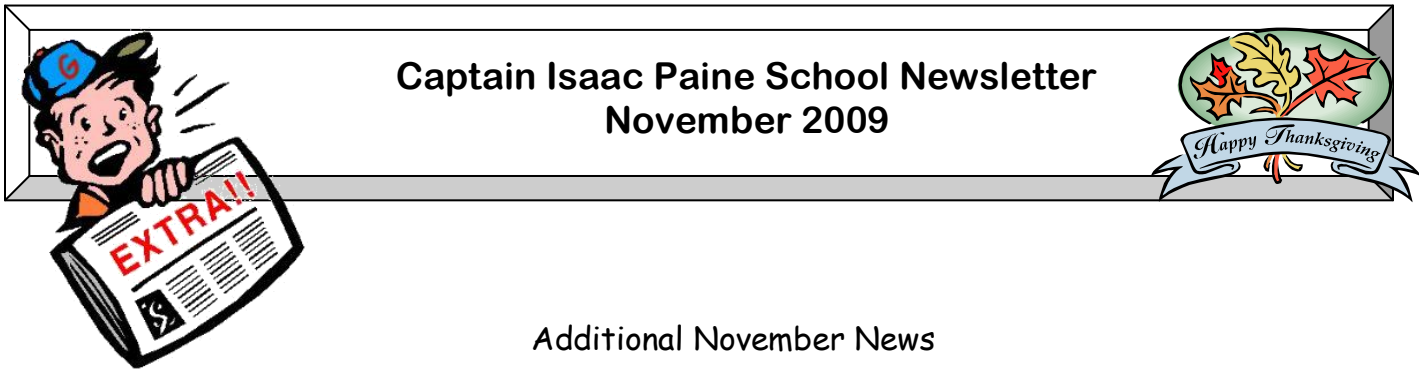 Captain Isaac Paine School Newsletter
November 2009
G
Happy Thanksgiving
EXTRA!!
Additional November News